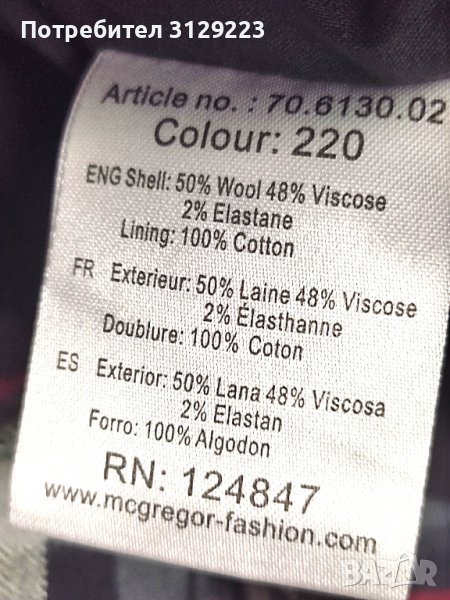 Потребител 3129223
Article no. : 70.6130.02
Colour: 220
ENG Shell: 50% Wool 48% Viscose
2% Elastane
Lining: 100% Cotton
FR Exterieur: 50% Laine 48% Viscose
2% Élasthanne
Doublure: 100% Coton
ES Exterior: 50% Lana 48% Viscosa
2% Elastan
Forro: 100% Algodon
RN: 124847
www.mcgregor-fashion.com
BAZAR